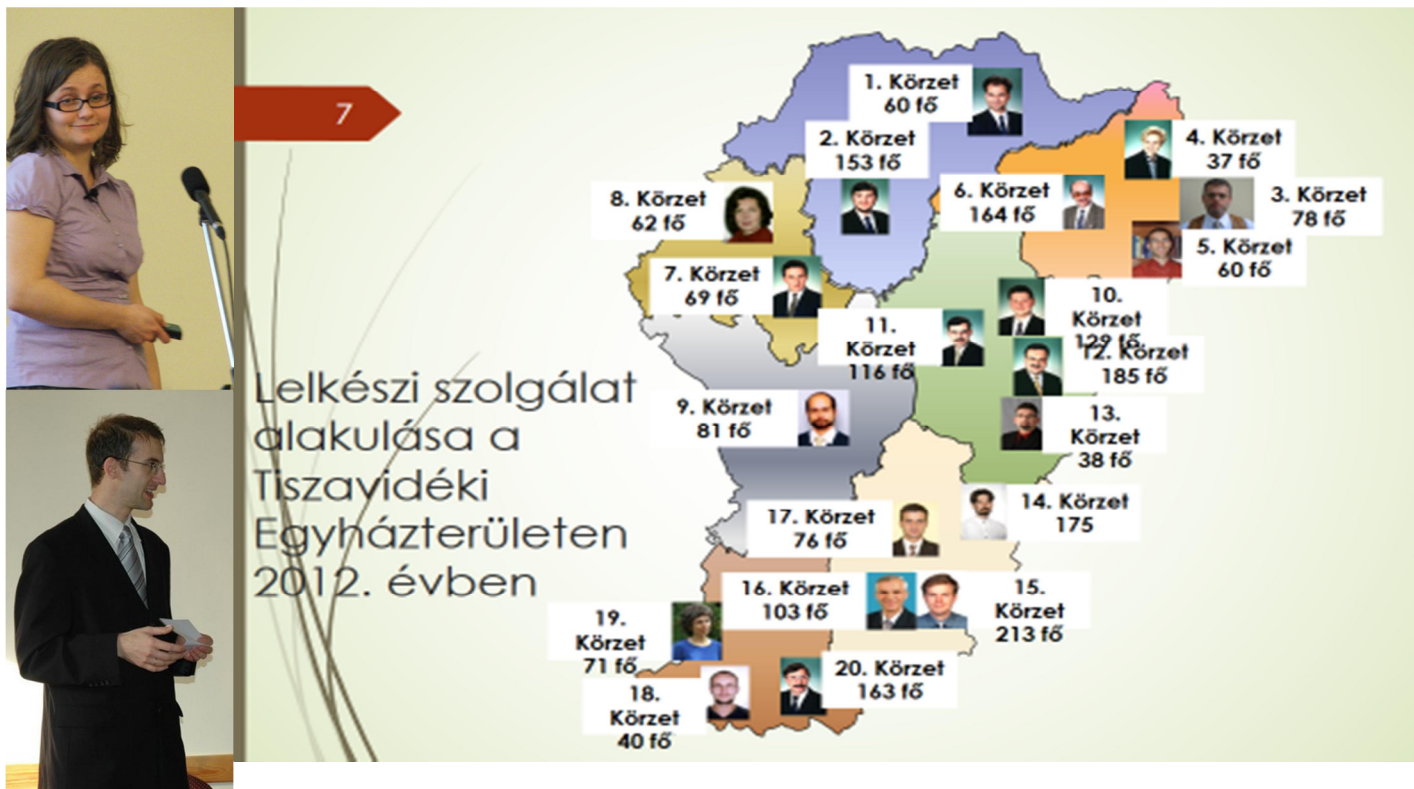 7
Lelkészi szolgálat
alakulása a
Tiszavidéki
Egyházterületen
2012. évben
1. Körzet
60 fő
2. Körzet
153 fő
4. Körzet
37 fő
8. Körzet
62 fő
6. Körzet
164 fő
3. Körzet
78 fő
5. Körzet
60 fő
7. Körzet
69 fő
10.
Körzet
129 fő
11.
Körzet
116 fő
12. Körzet
185 fő
9. Körzet
81 fő
13.
Körzet
38 fő
14. Körzet
175
17. Körzet
76 fő
16. Körzet
103 fő
15.
Körzet
213 fő
19.
Körzet
71 fő
20. Körzet
163 fő
18.
Körzet
40 fő